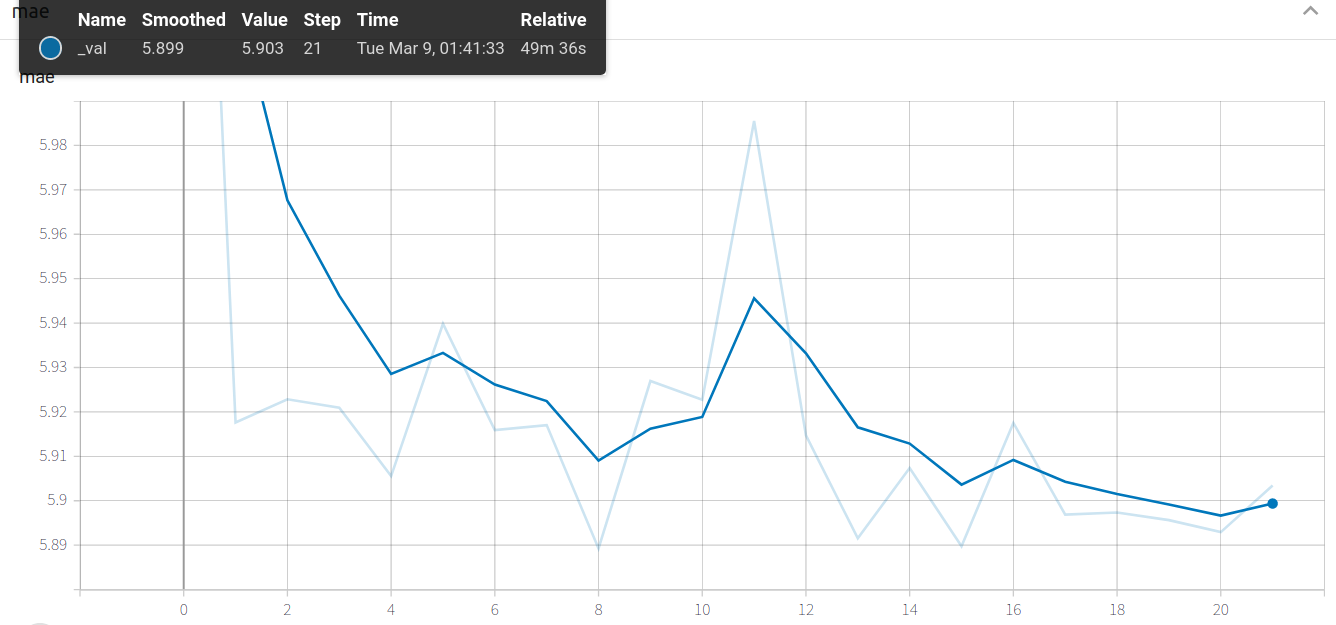 mae
Name Smoothed Value Step Time Relative
_val 5.899 5.903 21 Tue Mar 9, 01:41:33 49m 36s
mae
5.98
5.97
5.96
5.95
5.94
5.93
5.92
5.91
5.9
5.89
0 2 4 6 8 10 12 14 16 18 20